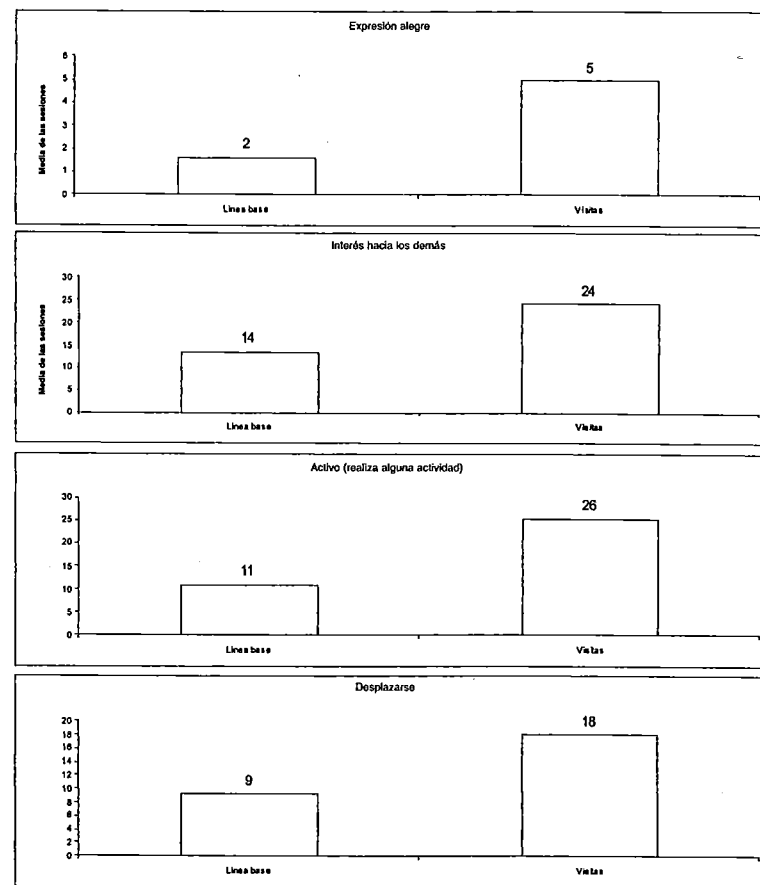 Expresión alegre
Media de las sesiones
6
5
4
3
2
1
0
2
5
Linea base
Visitas
Interés hacia los demás
Media de las sesiones
30
25
20
15
10
5
0
14
24
Linea base
Visitas
Activo (realiza alguna actividad)
30
25
20
15
10
5
0
11
26
Linea base
Visitas
Desplazarse
20
18
16
14
12
10
8
6
4
2
0
9
18
Linea base
Visitas